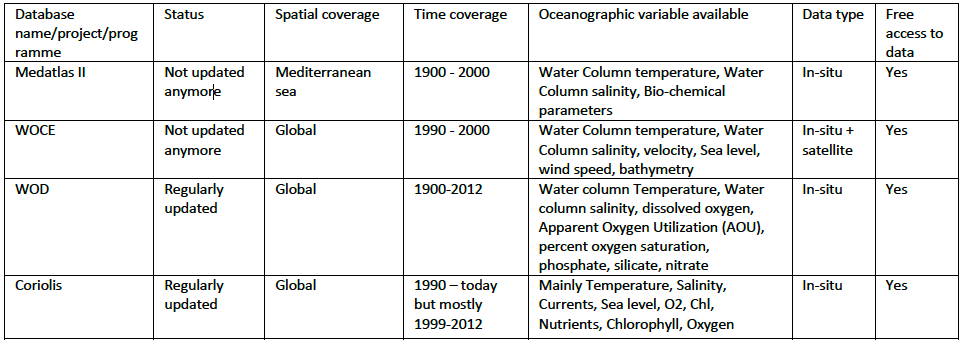 Database name/project/programme | Status | Spatial coverage | Time coverage | Oceanographic variable available | Data type | Free access to data
Medatlas II | Not updated anymore | Mediterranean sea | 1900 - 2000 | Water Column temperature, Water Column salinity, Bio-chemical parameters | In-situ | Yes
WOCE | Not updated anymore | Global | 1990 - 2000 | Water Column temperature, Water Column salinity, velocity, Sea level, wind speed, bathymetry | In-situ + satellite | Yes
WOD | Regularly updated | Global | 1900-2012 | Water column Temperature, Water column salinity, dissolved oxygen, Apparent Oxygen Utilization (AOU), percent oxygen saturation, phosphate, silicate, nitrate | In-situ | Yes
Coriolis | Regularly updated | Global | 1990 – today but mostly 1999-2012 | Mainly Temperature, Salinity, Currents, Sea level, O2, Chl, Nutrients, Chlorophyll, Oxygen | In-situ | Yes